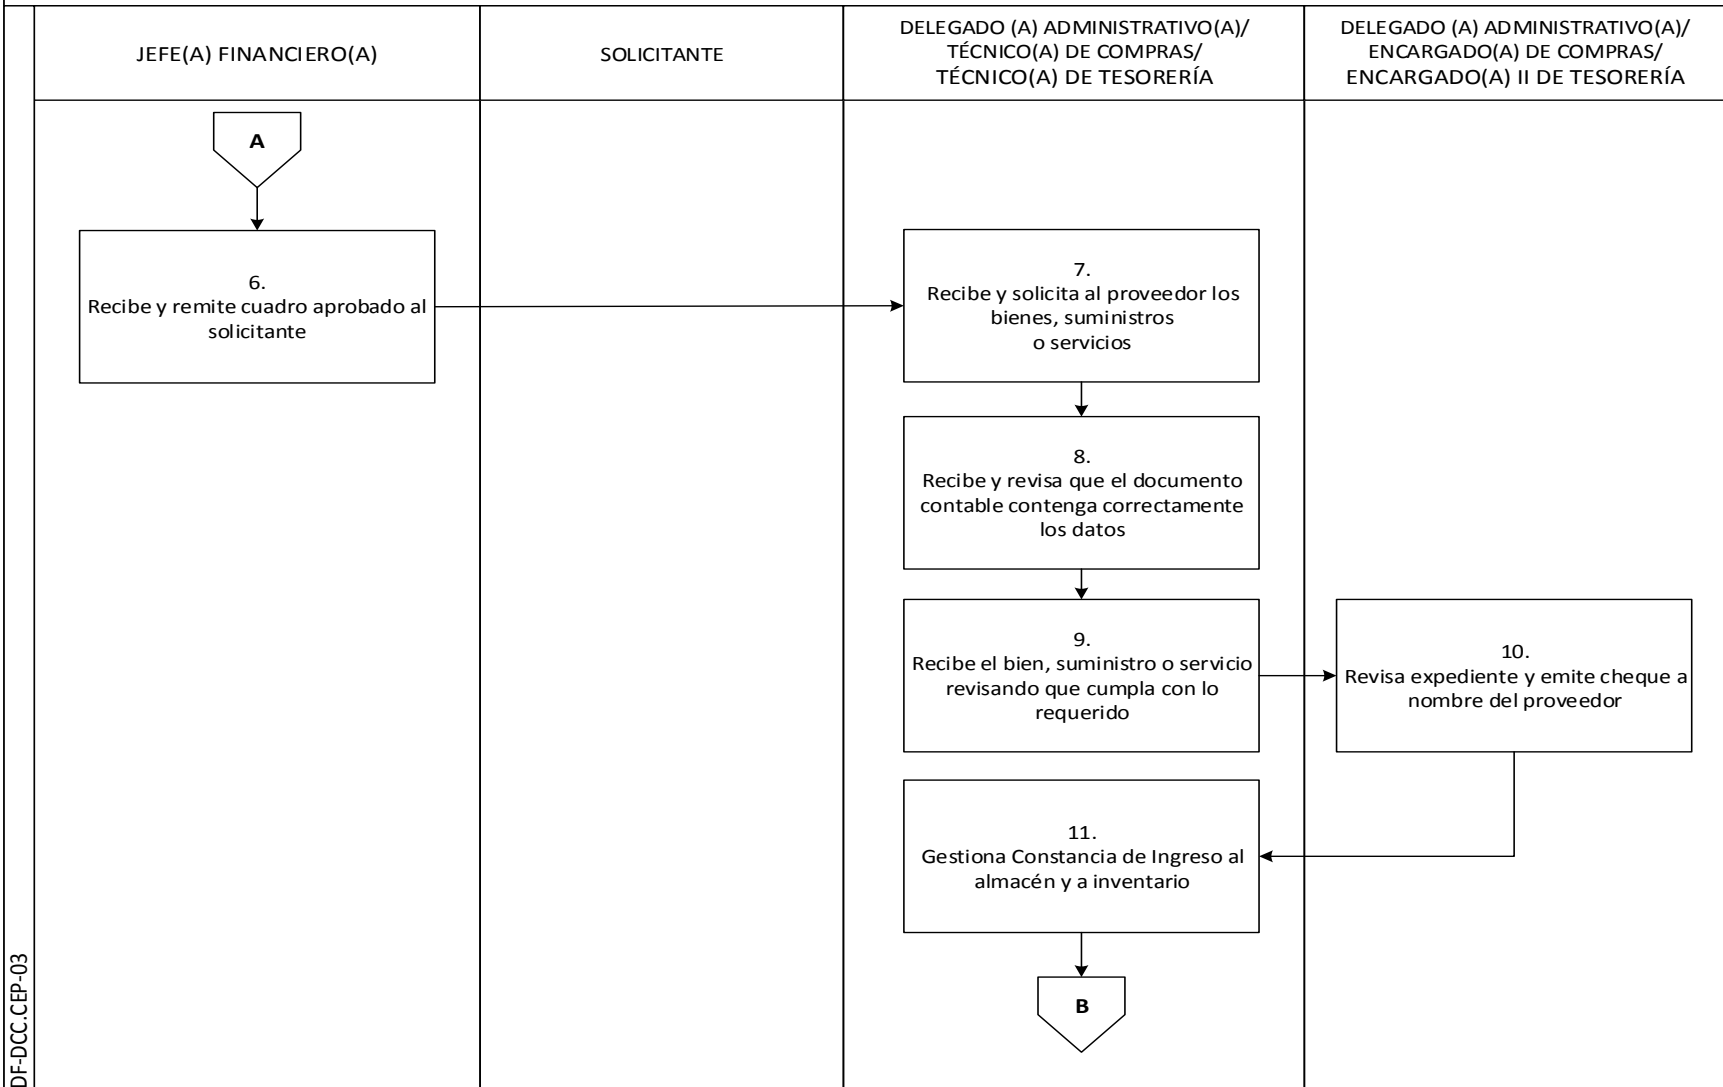 JEFE(A) FINANCIERO(A)
SOLICITANTE
DELEGADO (A) ADMINISTRATIVO(A)/
TÉCNICO(A) DE COMPRAS/
TÉCNICO(A) DE TESORERÍA
DELEGADO (A) ADMINISTRATIVO(A)/
ENCARGADO(A) DE COMPRAS/
ENCARGADO(A) II DE TESORERÍA
A
6.
Recibe y remite cuadro aprobado al
solicitante
7.
Recibe y solicita al proveedor los
bienes, suministros
o servicios
8.
Recibe y revisa que el documento
contable contenga correctamente
los datos
9.
Recibe el bien, suministro o servicio
revisando que cumpla con lo
requerido
10.
Revisa expediente y emite cheque a
nombre del proveedor
11.
Gestiona Constancia de Ingreso al
almacén y a inventario
B
DF-DCC.CEP-03